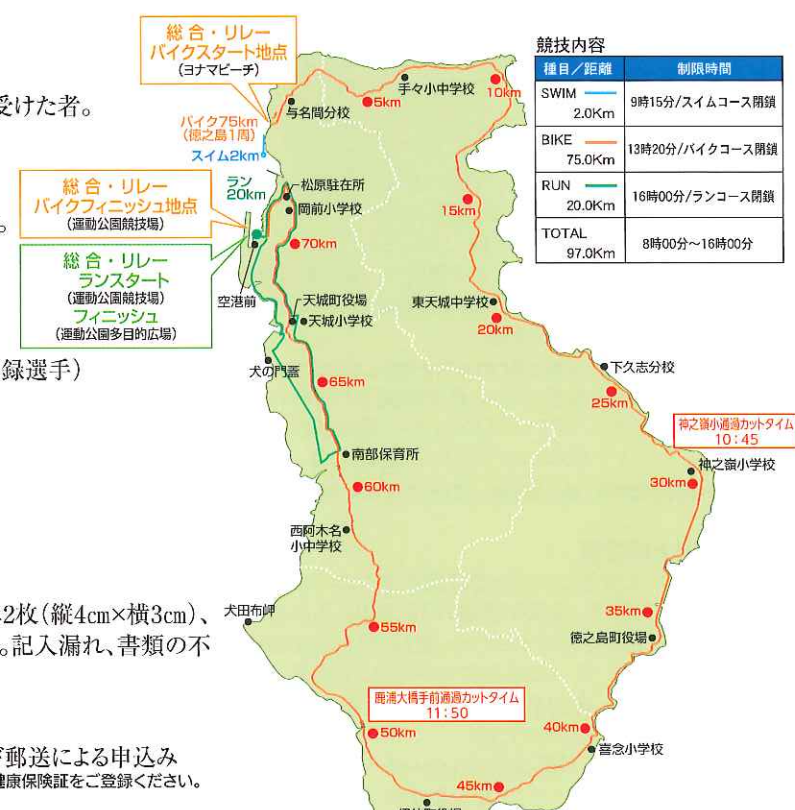 総合・リレー
バイクスタート地点
(ヨナマビーチ)
受けた者。
手々小中学校
10km
5km
与名間分校
バイク75km
(徳之島1周)
スイム2km
競技内容
種目/距離 制限時間
SWIM
2.0Km
9時15分/スイムコース閉鎖
BIKE
75.0Km
13時20分/バイクコース閉鎖
RUN
20.0Km
16時00分/ランコース閉鎖
TOTAL
97.0Km
8時00分〜16時00分
ラン
20km
松原駐在所
岡前小学校
15km
総合・リレー
バイクフィニッシュ地点
(運動公園競技場)
。
70km
総合・リレー
ランスタート
(運動公園競技場)
フィニッシュ
(運動公園多目的広場)
空港前
天城町役場
天城小学校
東天城中学校
20km
録選手)
犬の門蓋
65km
下久志分校
25km
神之嶺小通過カットタイム
10:45
神之嶺小学校
30km
南部保育所
60km
西阿木名
小中学校
2枚(縦4cm×横3cm)、
。記入漏れ、書類の不
犬田布岬
55km
35km
徳之島町役場
鹿浦大橋手前通過カットタイム
11:50
50km
40km
喜念小学校
郵送による申込み
健康保険証をご登録ください。
45km